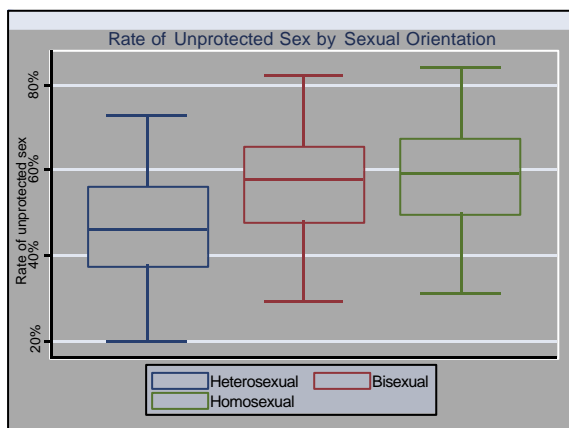 Rate of Unprotected Sex by Sexual Orientation
Rate of unprotected sex
80%
60%
40%
20%
Heterosexual
Bisexual
Homosexual